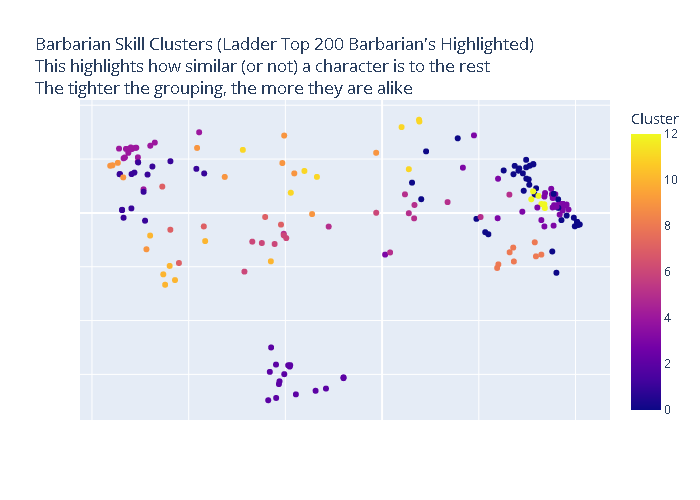 Barbarian Skill Clusters (Ladder Top 200 Barbarian's Highlighted)
This highlights how similar (or not) a character is to the rest
The tighter the grouping, the more they are alike
Cluster
12
10
8
6
4
2
0